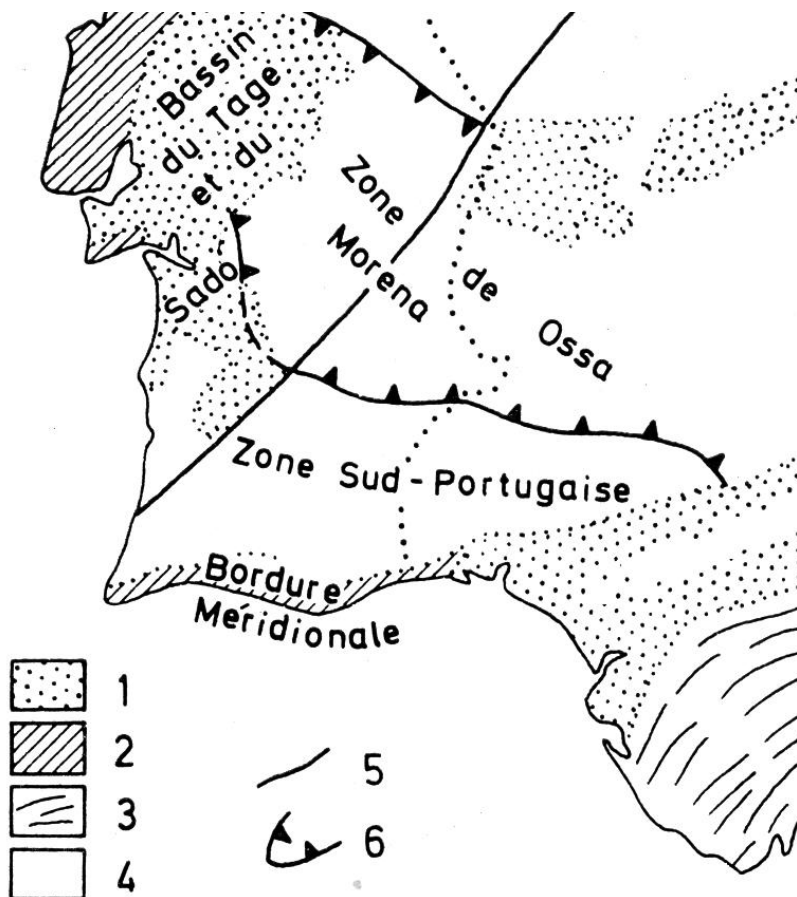 Bassin
du Tage
et du
Sado
Zone
Morena
de
Ossa
Zone Sud-Portugaise
Bordure
Méridionale
1
2
3
4
5
6